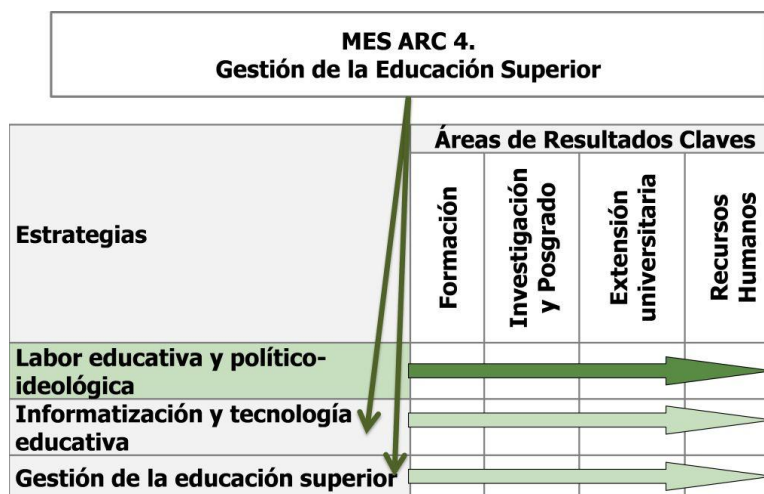 MES ARC 4.
Gestión de la Educación Superior
Áreas de Resultados Claves
Estrategias
Formación
Investigación
y Posgrado
Extensión
universitaria
Recursos
Humanos
Labor educativa y político-
ideológica
Informatización y tecnología
educativa
Gestión de la educación superior